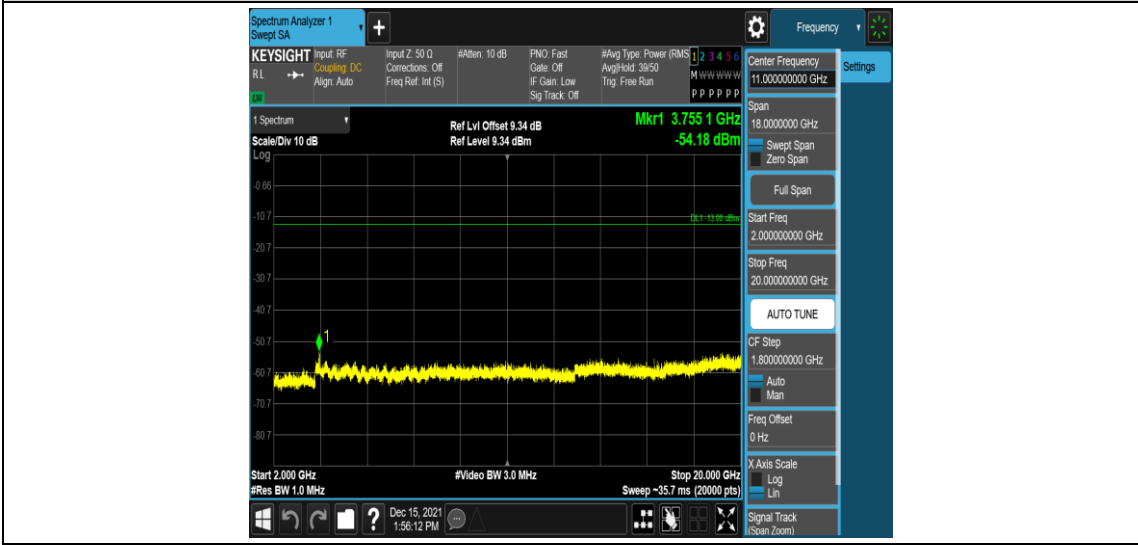 Spectrum Analyzer 1
Swept SA
+
Frequency
KEYSIGHT
RL
LM
Input: RF
Coupling: DC
Align: Auto
Input Z: 50 Ω
Corrections: Off
Freq Ref: Int (S)
#Atten: 10 dB
PNO: Fast
Gate: Off
IF Gain: Low
Sig Track: Off
#Avg Type: Power (RMS
Avg|Hold: 39/50
Trig: Free Run
1 2 3 4 5 6
M W W W W W
P P P P P P
1 Spectrum
Scale/Div 10 dB
Log
Ref Lvl Offset 9.34 dB
Ref Level 9.34 dBm
Mkr1 3.755 1 GHz
-54.18 dBm
-0.66
-10.7
DL1 -13.00 dBm
-20.7
-30.7
-40.7
-50.7
1
-60.7
-70.7
-80.7
Start 2.000 GHz
#Video BW 3.0 MHz
Stop 20.000 GHz
#Res BW 1.0 MHz
Sweep ~35.7 ms (20000 pts)
?
Dec 15, 2021
1:56:12 PM
Center Frequency
11.000000000 GHz
Settings
Span
18.0000000 GHz
Swept Span
Zero Span
Full Span
Start Freq
2.000000000 GHz
Stop Freq
20.000000000 GHz
AUTO TUNE
CF Step
1.800000000 GHz
Auto
Man
Freq Offset
0 Hz
X Axis Scale
Log
Lin
Signal Track
(Span Zoom)